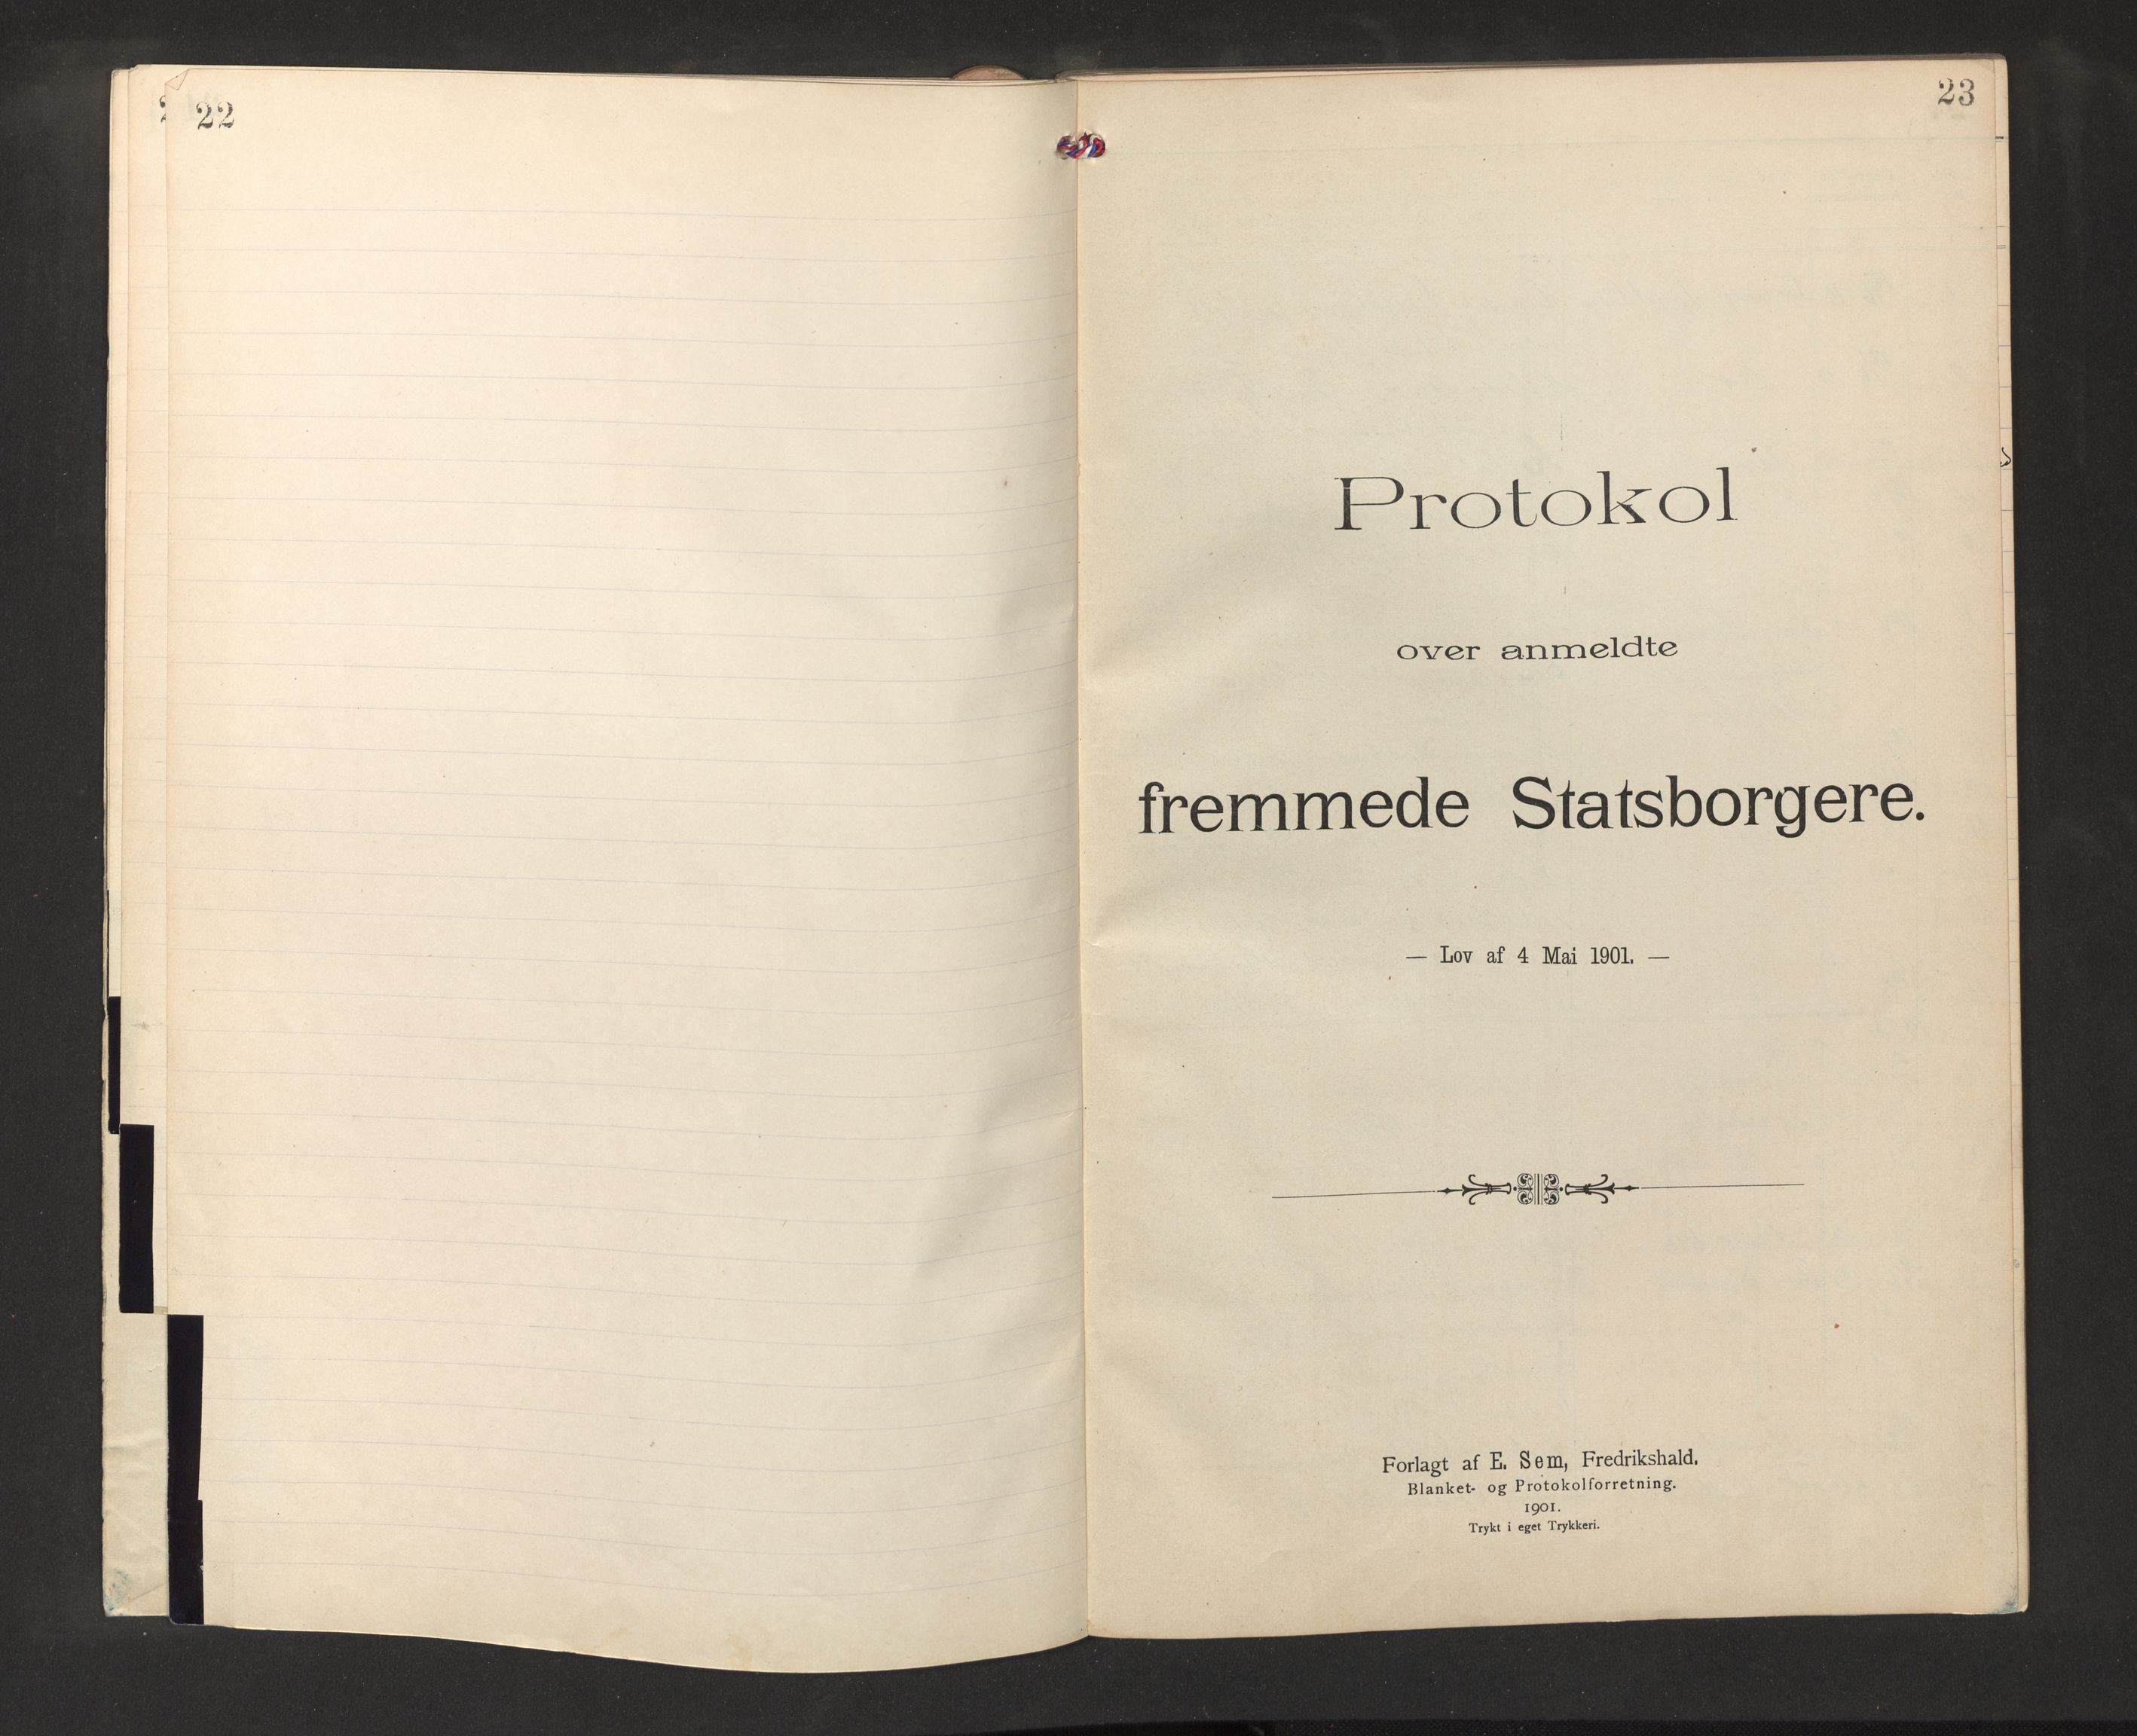 22
23
Protokol
over anmeldte
fremmede Statsborgere.
— Lov af 4 Mai 1901. —
Forlagt af E. Sem, Fredrikshald.
Blanket- og Protokolforretning.
1901.
Trykt i eget Trykkeri.